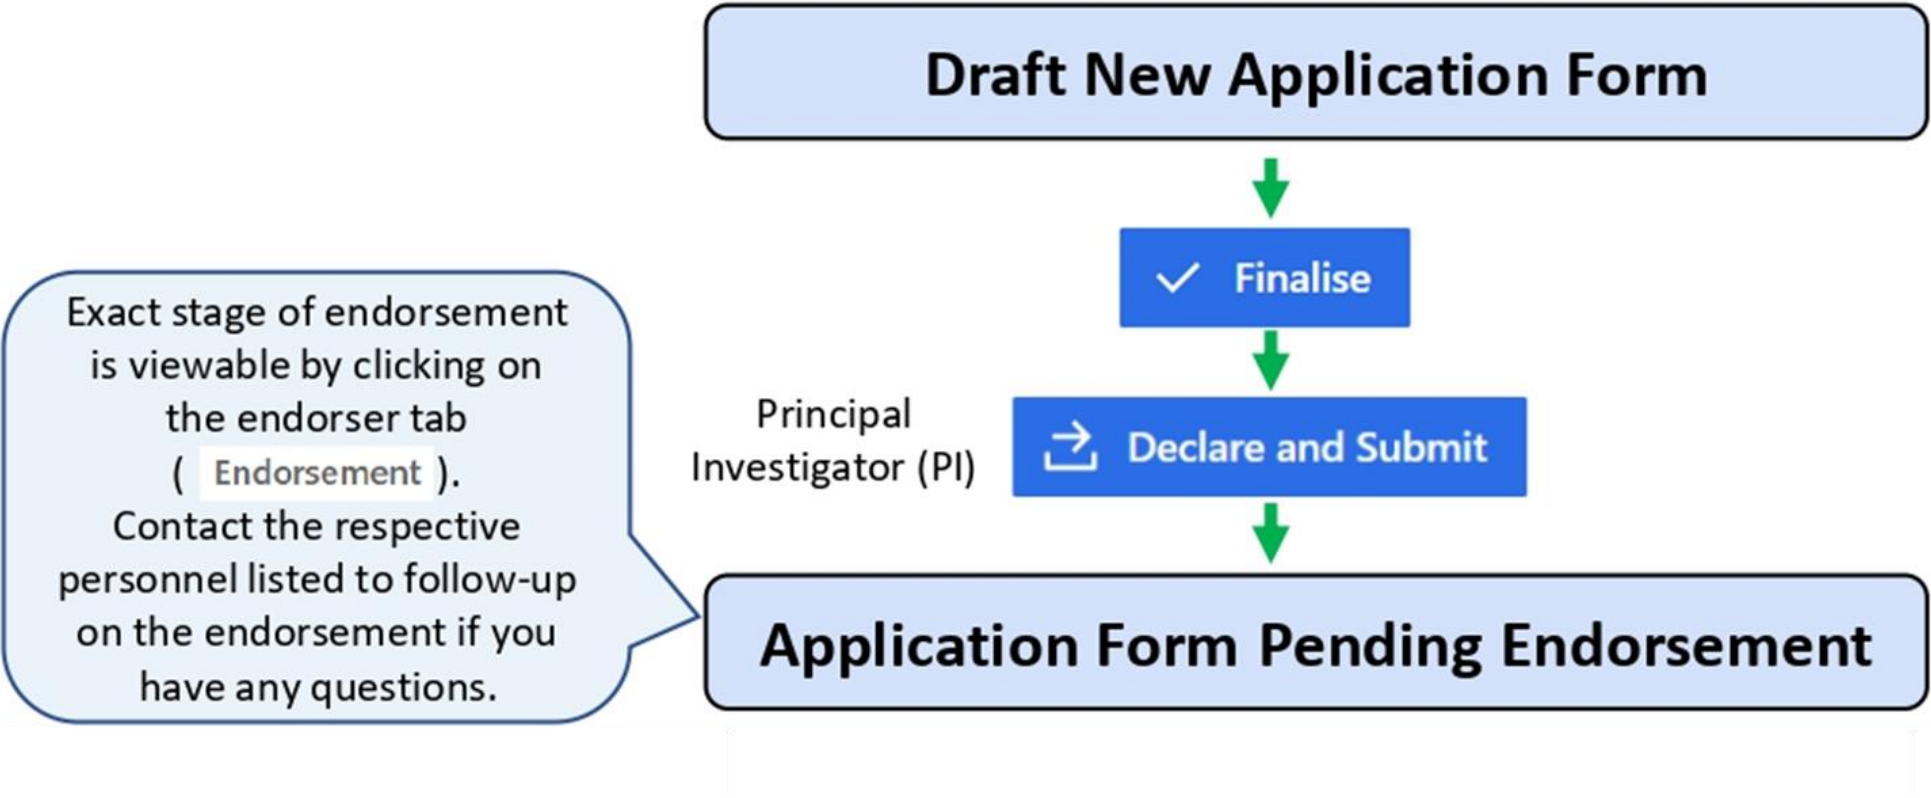 Draft New Application Form
Finalise
Principal
Investigator (PI)
Declare and Submit
Exact stage of endorsement
is viewable by clicking on
the endorser tab
( Endorsement ).
Contact the respective
personnel listed to follow-up
on the endorsement if you
have any questions.
Application Form Pending Endorsement